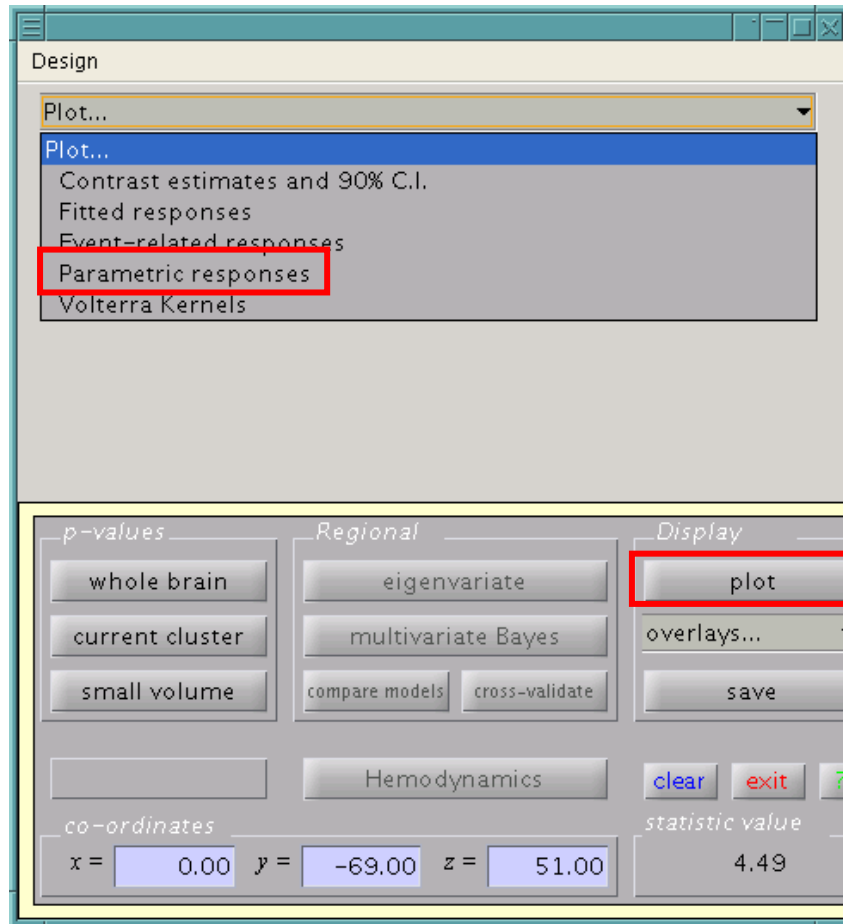 Design
Plot...
Plot...
Contrast estimates and 90% C.I.
Fitted responses
Event-related responses
Parametric responses
Volterra Kernels
p-values
Regional
Display
whole brain
eigenvariate
plot
current cluster
multivariate Bayes
overlays...
small volume
compare models
cross-validate
save
Hemodynamics
clear
exit
?
co-ordinates
statistic value
x = 0.00 y = -69.00 z = 51.00
4.49